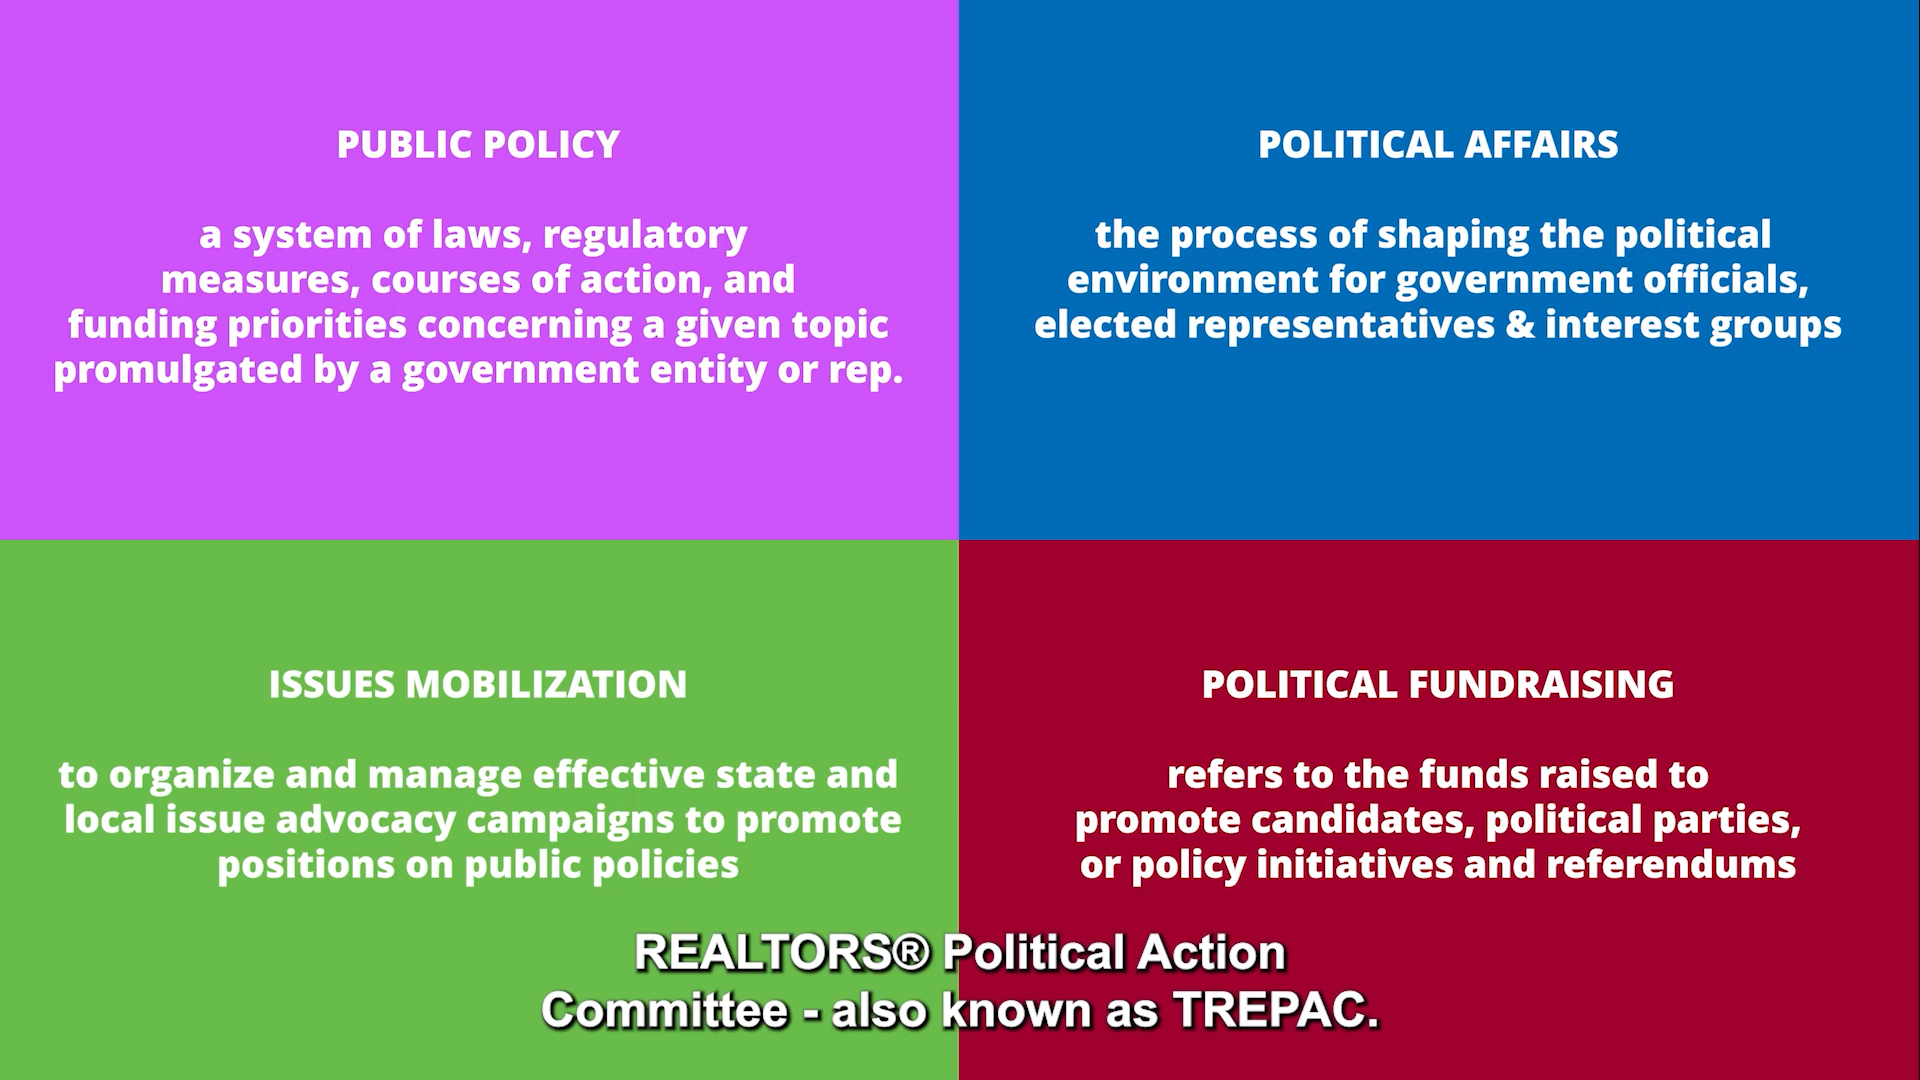 PUBLIC POLICY
a system of laws, regulatory
measures, courses of action, and
funding priorities concerning a given topic
promulgated by a government entity or rep.
POLITICAL AFFAIRS
the process of shaping the political
environment for government officials,
elected representatives & interest groups
ISSUES MOBILIZATION
to organize and manage effective state and
local issue advocacy campaigns to promote
positions on public policies
POLITICAL FUNDRAISING
refers to the funds raised to
promote candidates, political parties,
or policy initiatives and referendums
REALTORS® Political Action
Committee - also known as TREPAC.